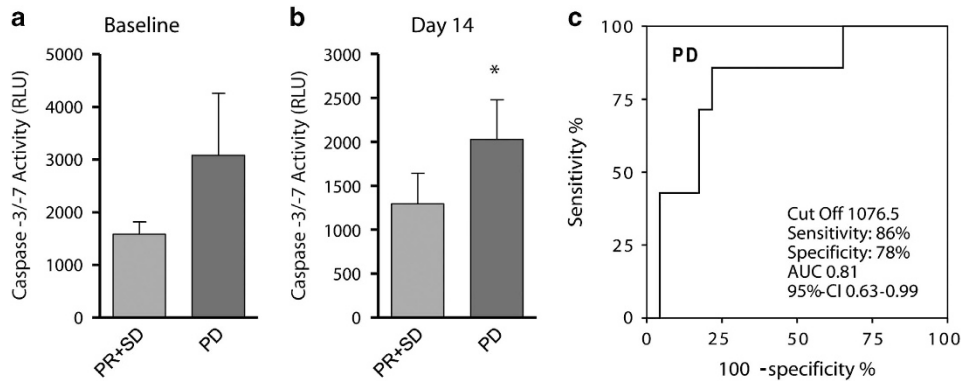 a
Baseline
Caspase -3/-7 Activity (RLU)
5000
4000
3000
2000
1000
0
PR+SD
PD
b
Day 14
Caspase -3/-7 Activity (RLU)
3000
2500
2000
1500
1000
500
0
*
PR+SD
PD
c
Sensitivity %
100
75
50
25
0
PD
Cut Off 1076.5
Sensitivity: 86%
Specificity: 78%
AUC 0.81
95%-CI 0.63-0.99
0 25 50 75 100
100 -specificity %